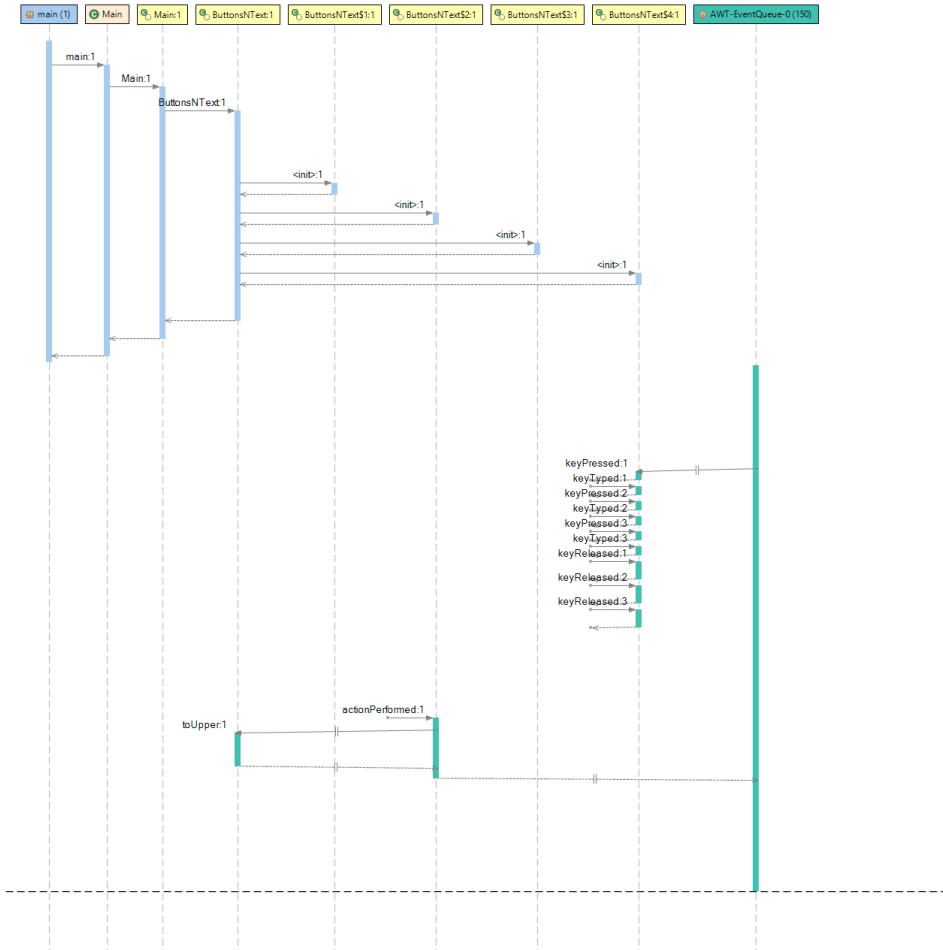 main (1)
Main
Main:1
ButtonsNText:1
ButtonsNText$1:1
ButtonsNText$2:1
ButtonsNText$3:1
ButtonsNText$4:1
AWT-EventQueue-0 (150)
main:1
Main:1
ButtonsNText:1
<init>:1
<init>:1
<init>:1
<init>:1
keyPressed:1
keyTyped:1
keyPressed:2
keyTyped:2
keyPressed:3
keyTyped:3
keyReleased:1
keyReleased:2
keyReleased:3
actionPerformed:1
toUpper:1